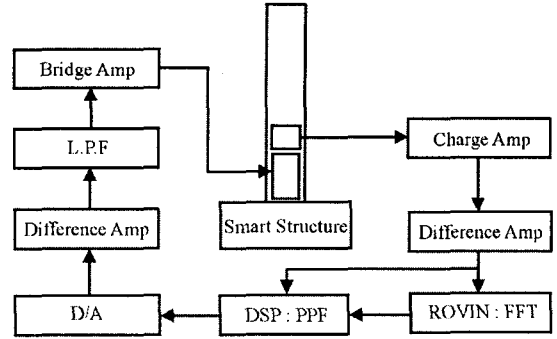 Bridge Amp
L.P.F
Charge Amp
Smart Structure
Difference Amp
Difference Amp
D/A
DSP : PPF
ROVIN : FFT